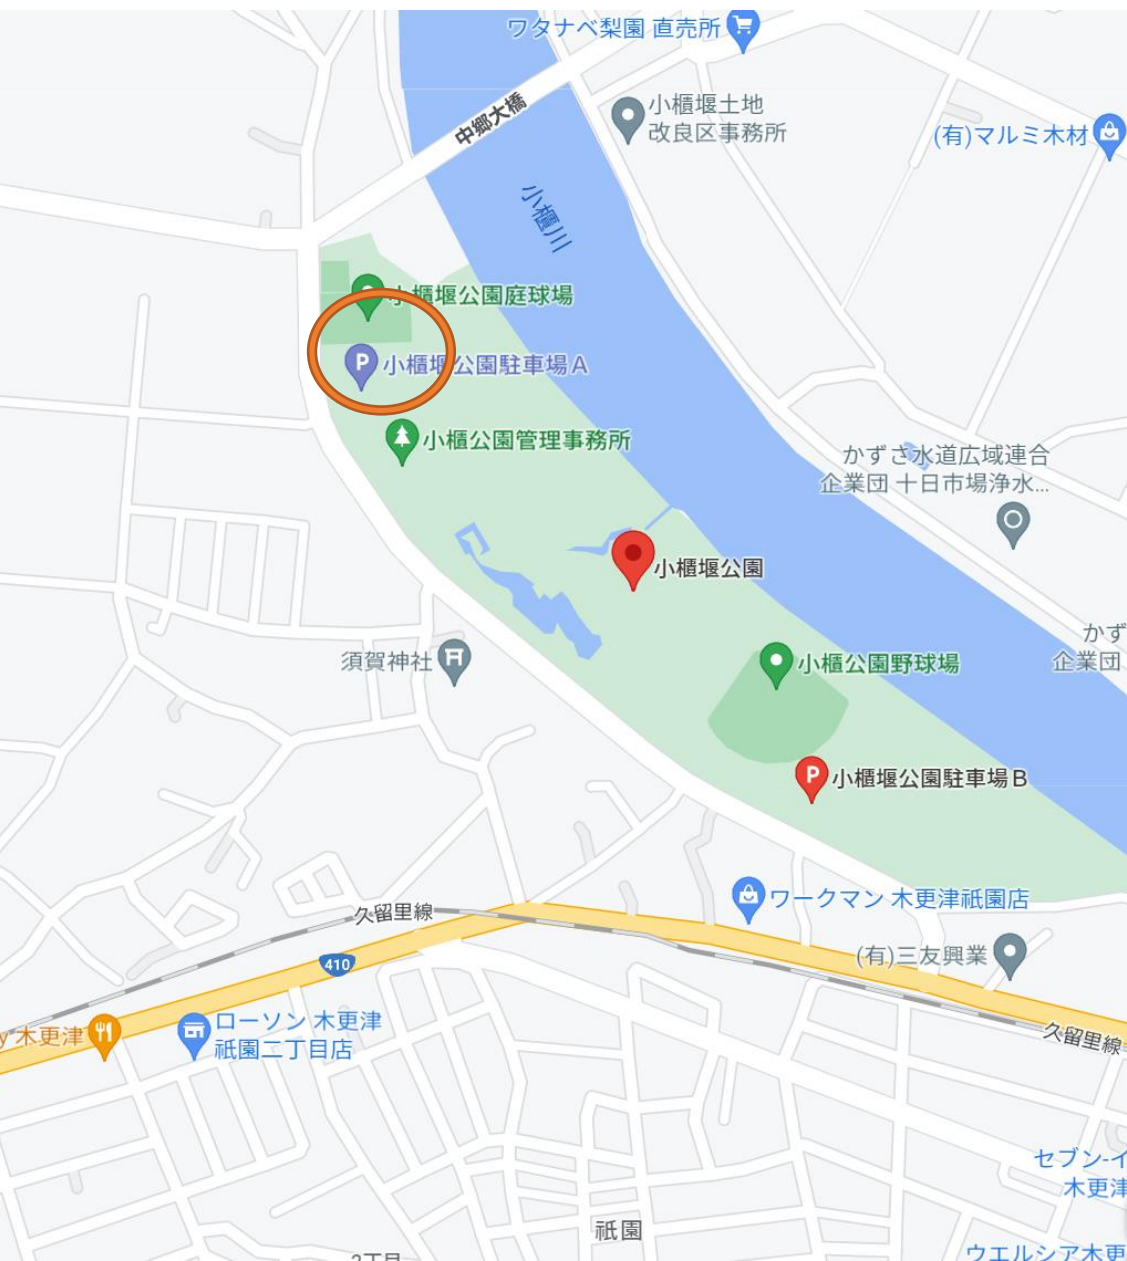 ワタナベ梨園 直売所
小櫃堰土地
改良区事務所
(有)マルミ木材
中郷大橋
小櫃川
小櫃堰公園庭球場
P
小櫃堰公園駐車場A
小櫃公園管理事務所
かずさ水道広域連合
企業団 十日市場浄水...
小櫃堰公園
かず
企業団
須賀神社
小櫃公園野球場
P
小櫃堰公園駐車場B
ワークマン 木更津祇園店
久留里線
(有)三友興業
410
ローソン 木更津
祇園二丁目店
y 木更津
久留里線
セブン-イ
木更津
祇園
ウエルシア木更